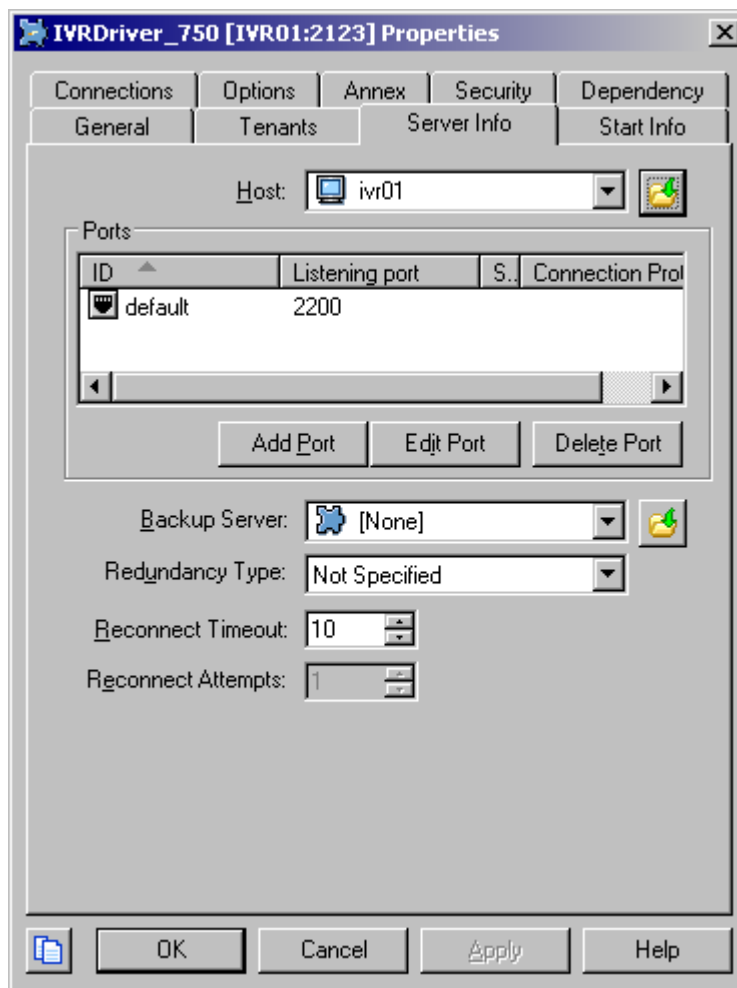 IVRDriver_750 [IVR01:2123] Properties
Connections Options Annex Security Dependency
General Tenants Server Info Start Info
Host: ivr01
Ports
ID Listening port S.. Connection Prot
default 2200
Add Port Edit Port Delete Port
Backup Server: [None]
Redundancy Type: Not Specified
Reconnect Timeout: 10
Reconnect Attempts: 1
OK Cancel Apply Help